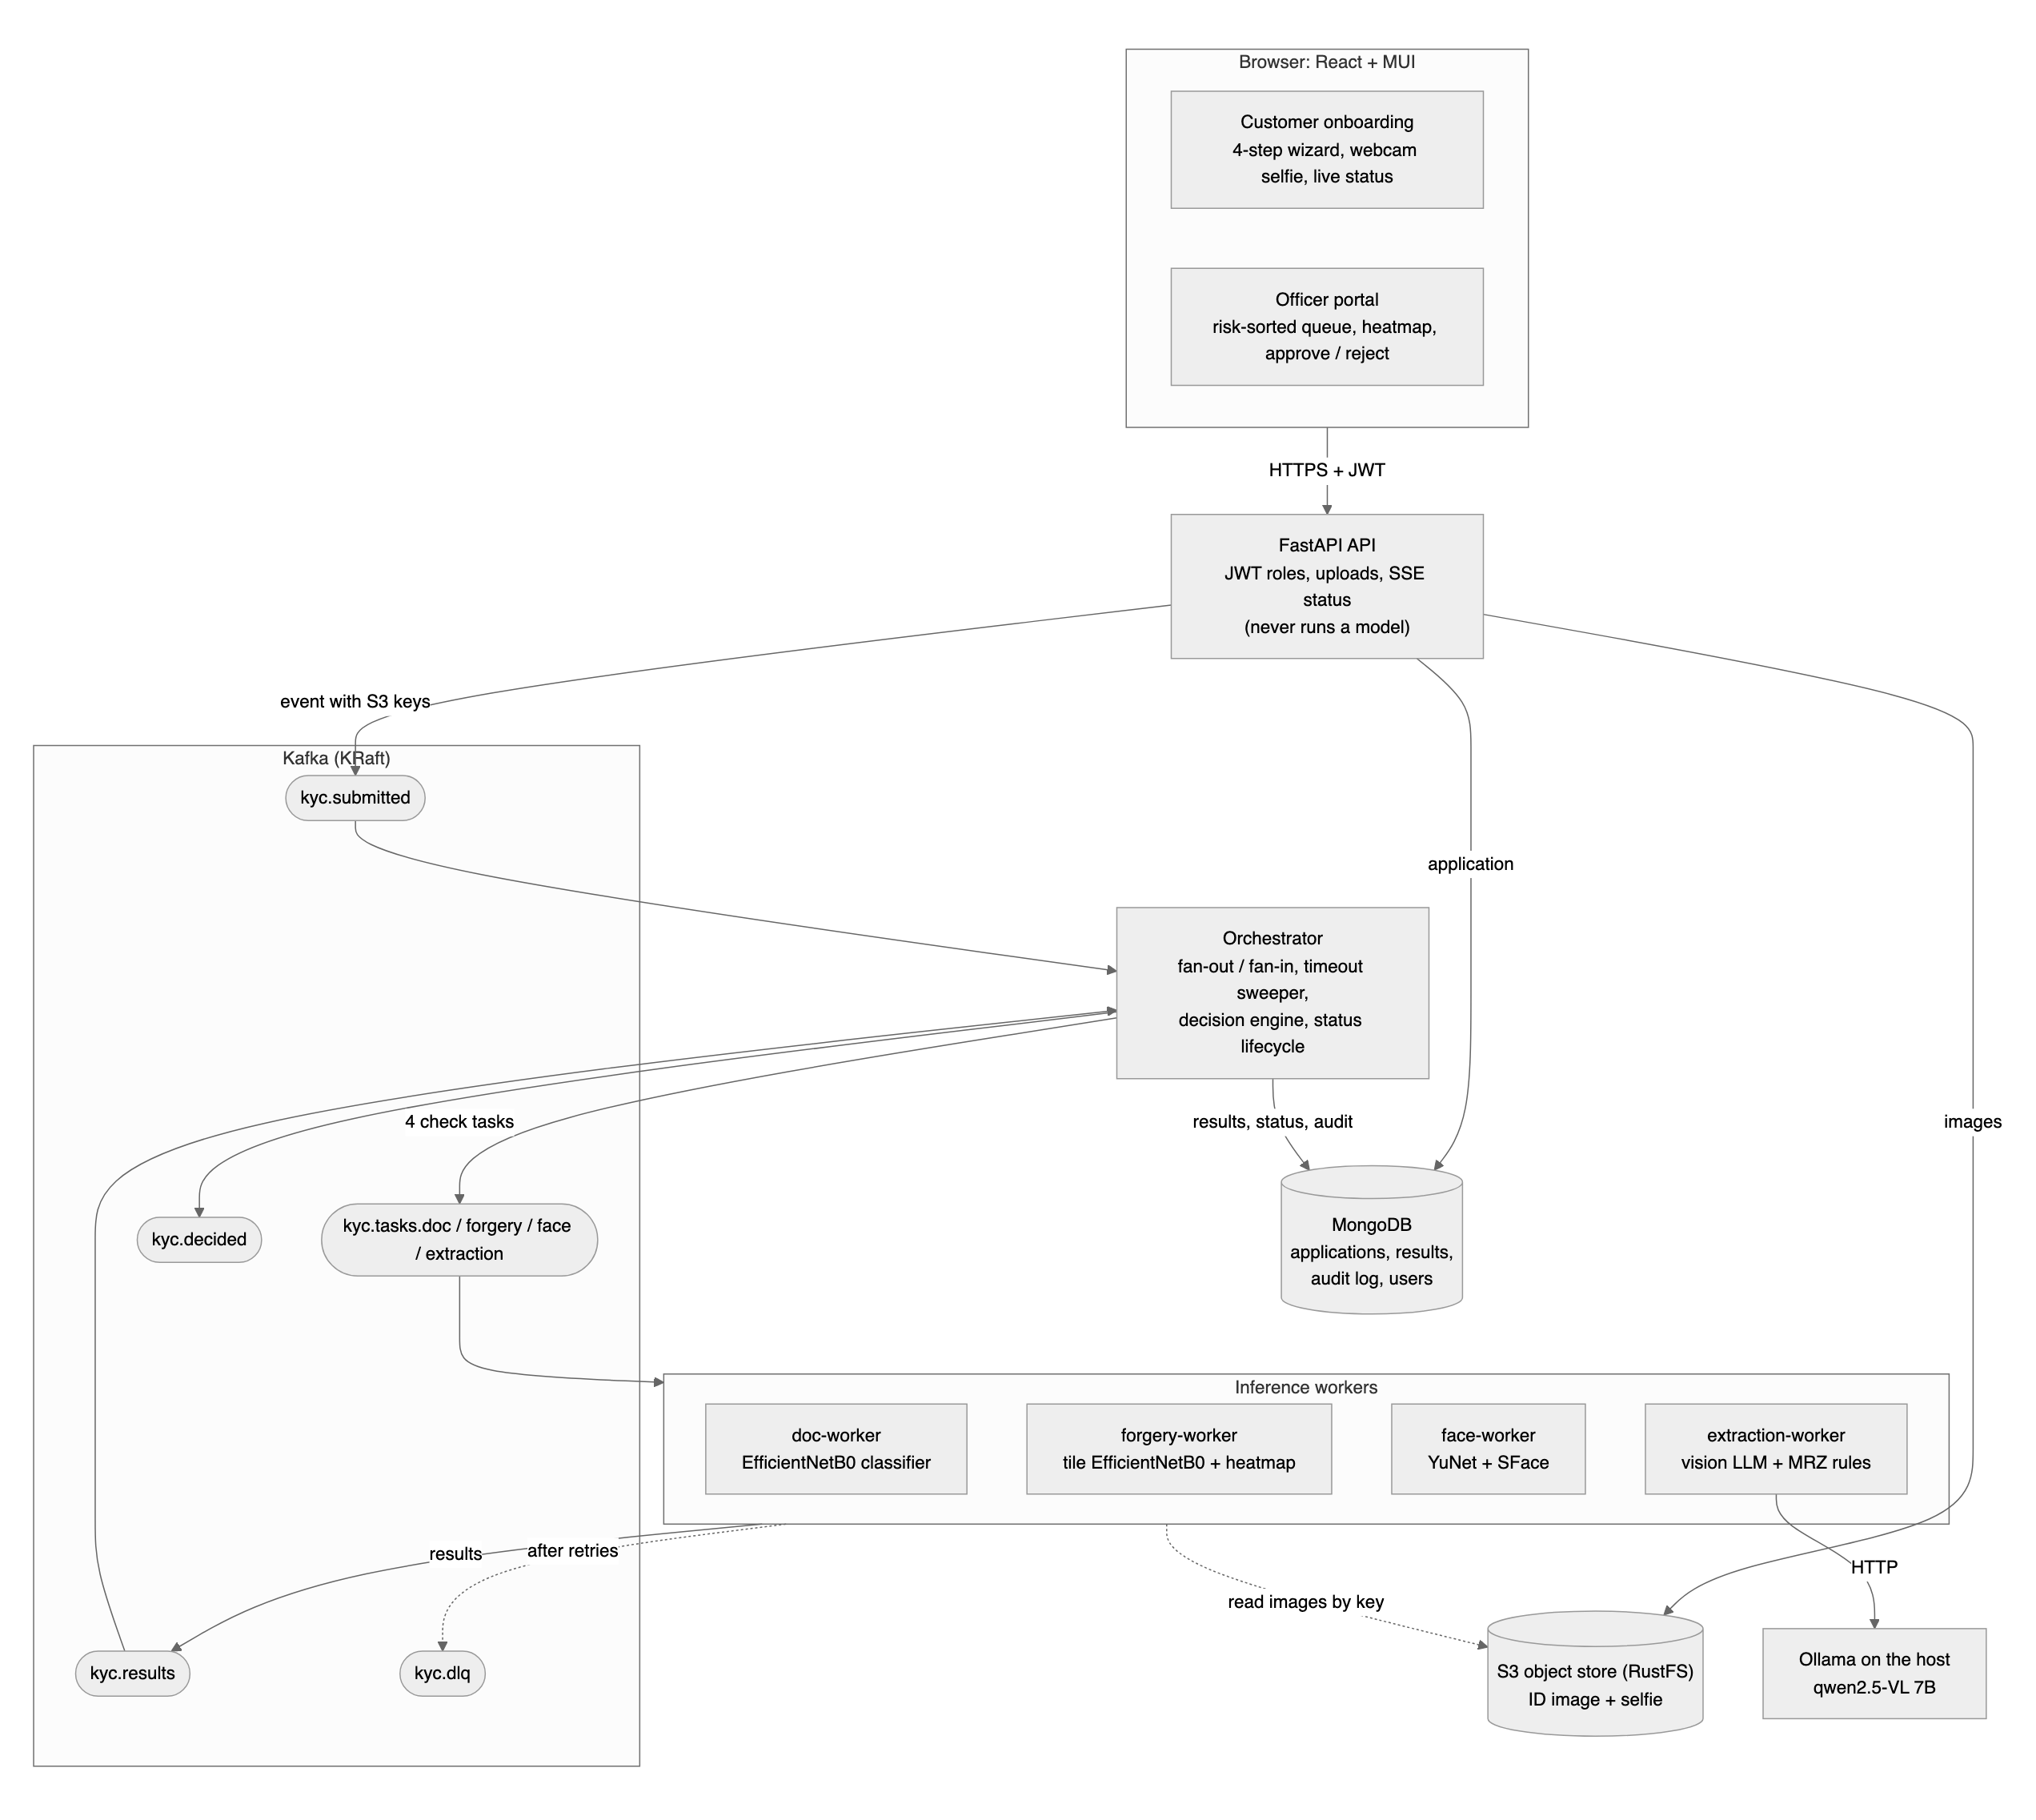 Browser: React + MUI
Customer onboarding
4-step wizard, webcam
selfie, live status
Officer portal
risk-sorted queue, heatmap,
approve / reject
HTTPS + JWT
FastAPI API
JWT roles, uploads, SSE
status
(never runs a model)
event with S3 keys
Kafka (KRaft)
kyc.submitted
application
Orchestrator
fan-out / fan-in, timeout
sweeper,
decision engine, status
lifecycle
4 check tasks
results, status, audit
images
kyc.decided
kyc.tasks.doc / forgery / face
/ extraction
MongoDB
applications, results,
audit log, users
Inference workers
doc-worker
EfficientNetB0 classifier
forgery-worker
tile EfficientNetB0 + heatmap
face-worker
YuNet + SFace
extraction-worker
vision LLM + MRZ rules
results
after retries
HTTP
read images by key
kyc.results
kyc.dlq
S3 object store (RustFS)
ID image + selfie
Ollama on the host
qwen2.5-VL 7B